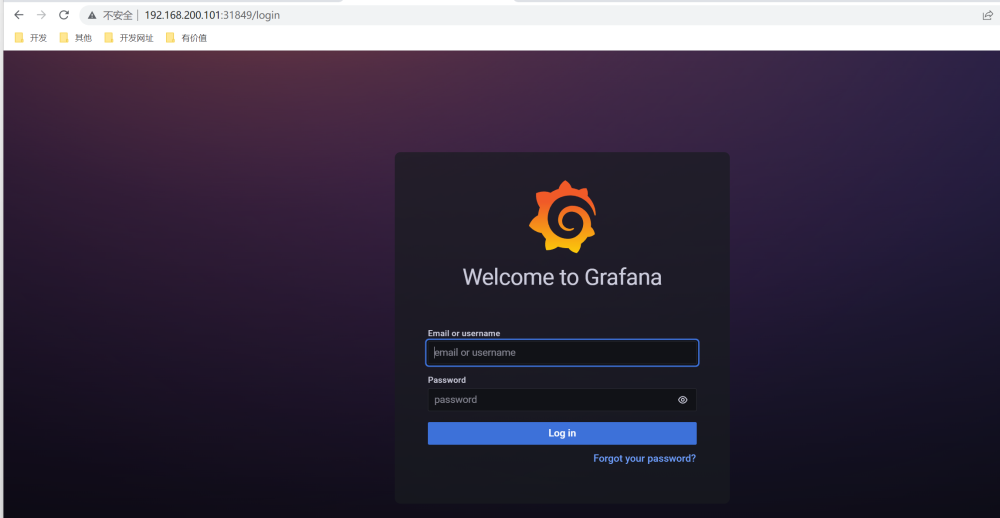 不安全 192.168.200.101:31849/login
开发 其他 开发网址 有价值
Welcome to Grafana
Email or username
email or username
Password
password
Log in
Forgot your password?